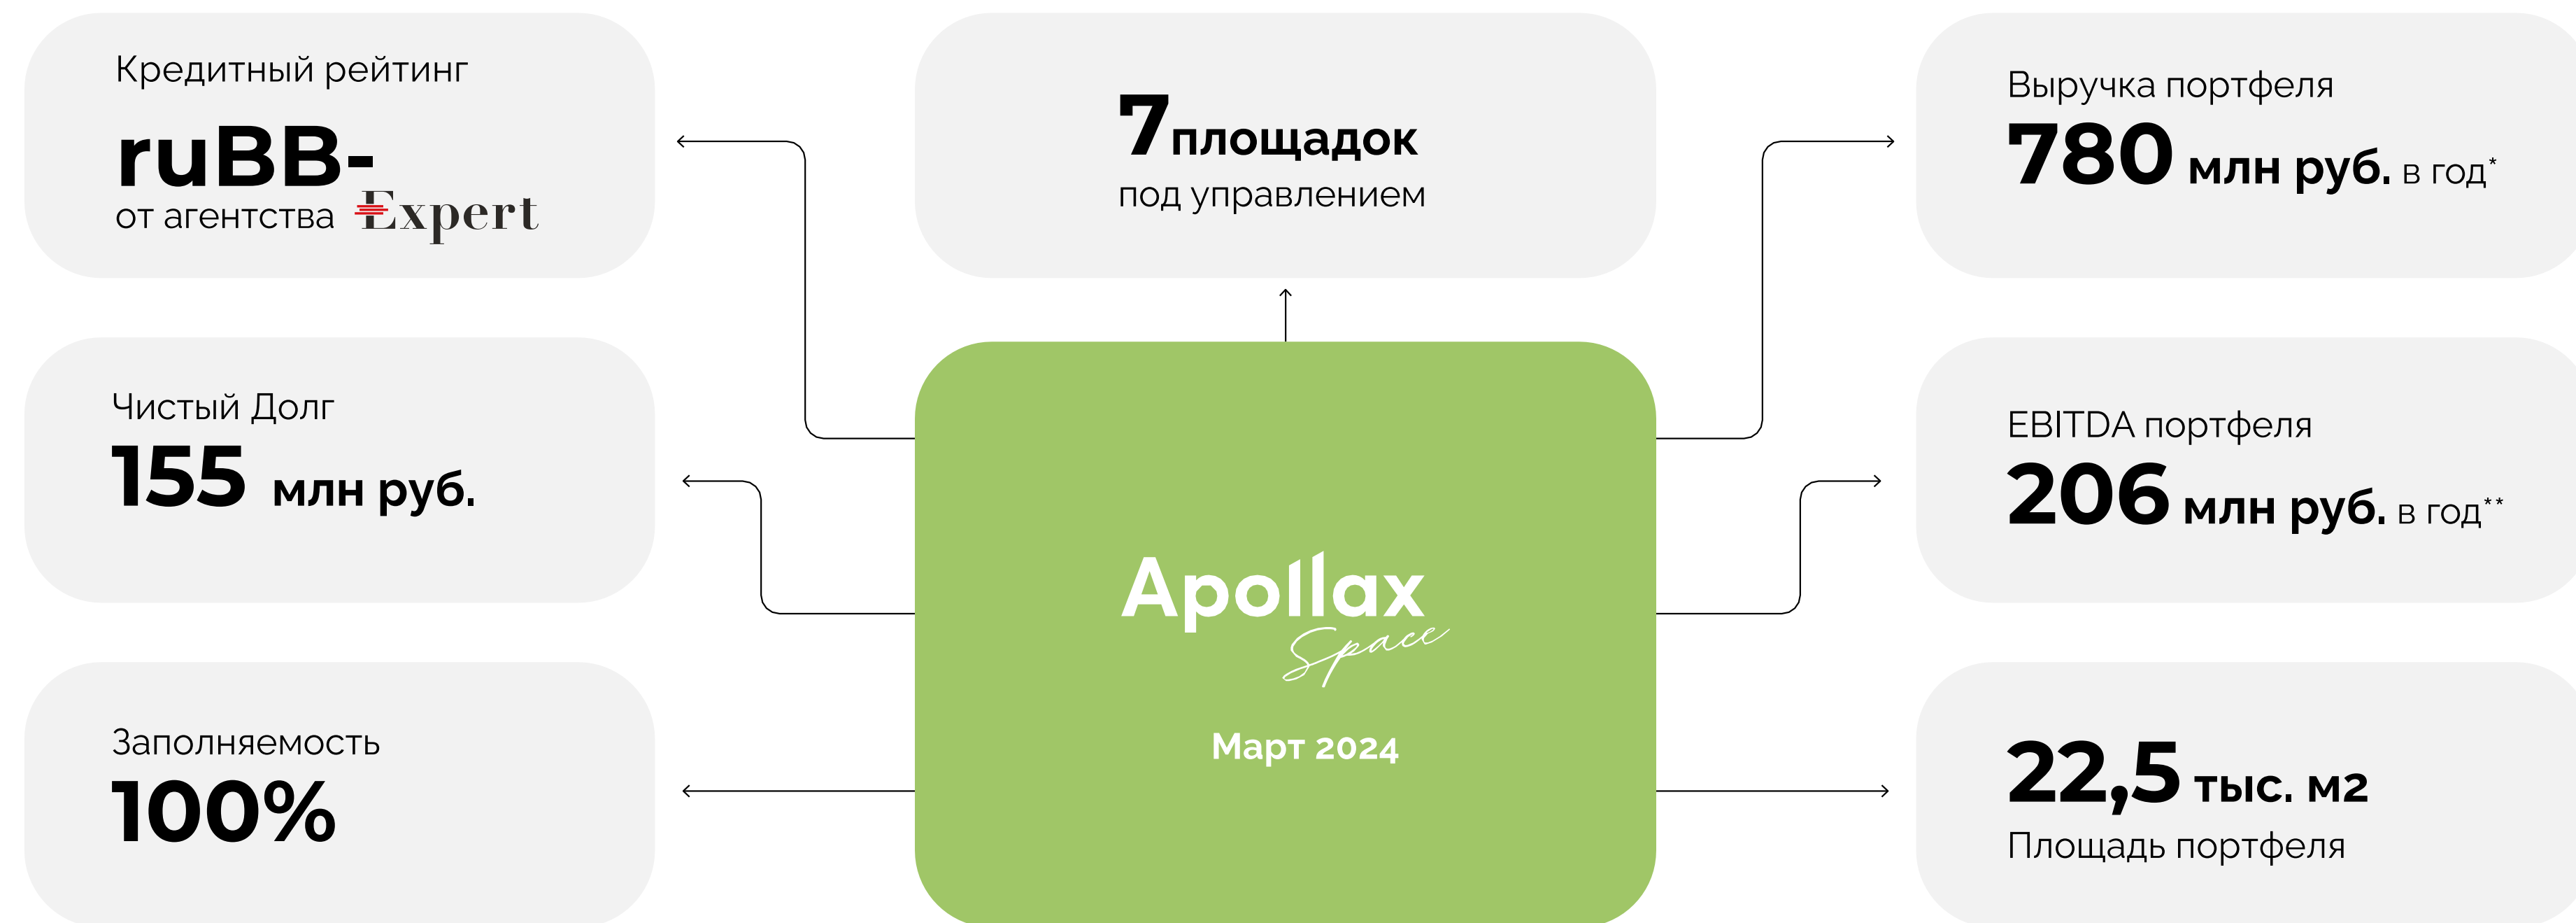 Кредитный рейтинг
ruBB-
от агентства Expert
7 площадок
под управлением
Выручка портфеля
780 млн руб. в год*
Чистый Долг
155 млн руб.
EBITDA портфеля
206 млн руб. в год**
Apollax
Space
Март 2024
Заполняемость
100%
22,5 тыс. м2
Площадь портфеля